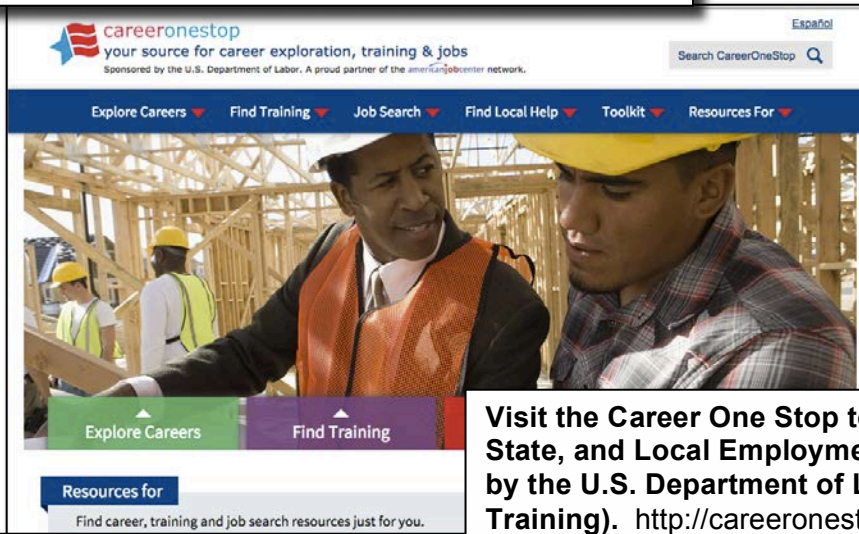 careeronestop
your source for career exploration, training & jobs
Sponsored by the U.S. Department of Labor. A proud partner of the americanjobcenter network.
Español
Search CareerOneStop
Explore Careers Find Training Job Search Find Local Help Toolkit Resources For
Explore Careers Find Training
Resources for
Find career, training and job search resources just for you.
Visit the Career One Stop
State, and Local
by the U.S. Department of
Training). http://careeronest